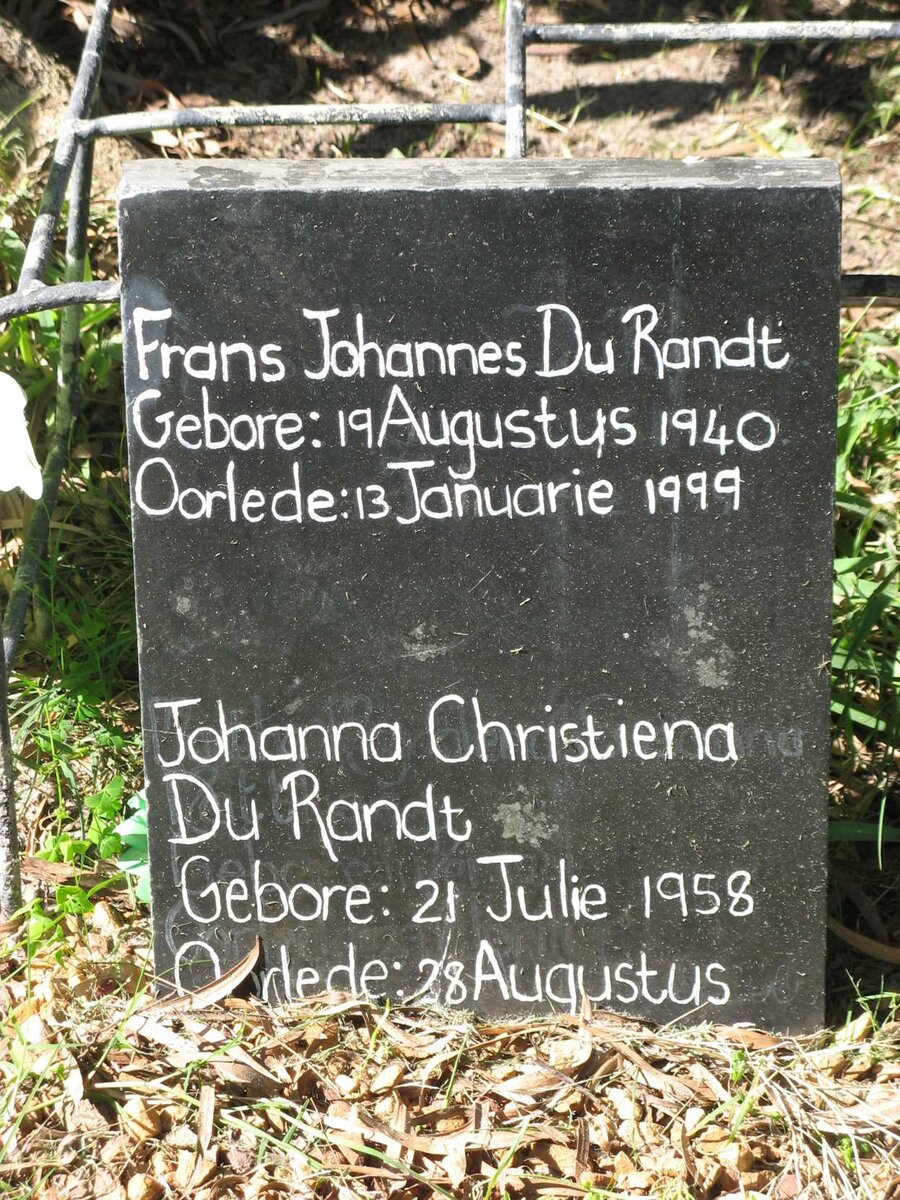 Frans Johannes Du Randt
Gebore: 19 Augustus 1940
Oorlede: 13 Januarie 1999
Johanna Christiena
Du Randt
Gebore: 21 Julie 1958
Oorlede: 28 Augustus